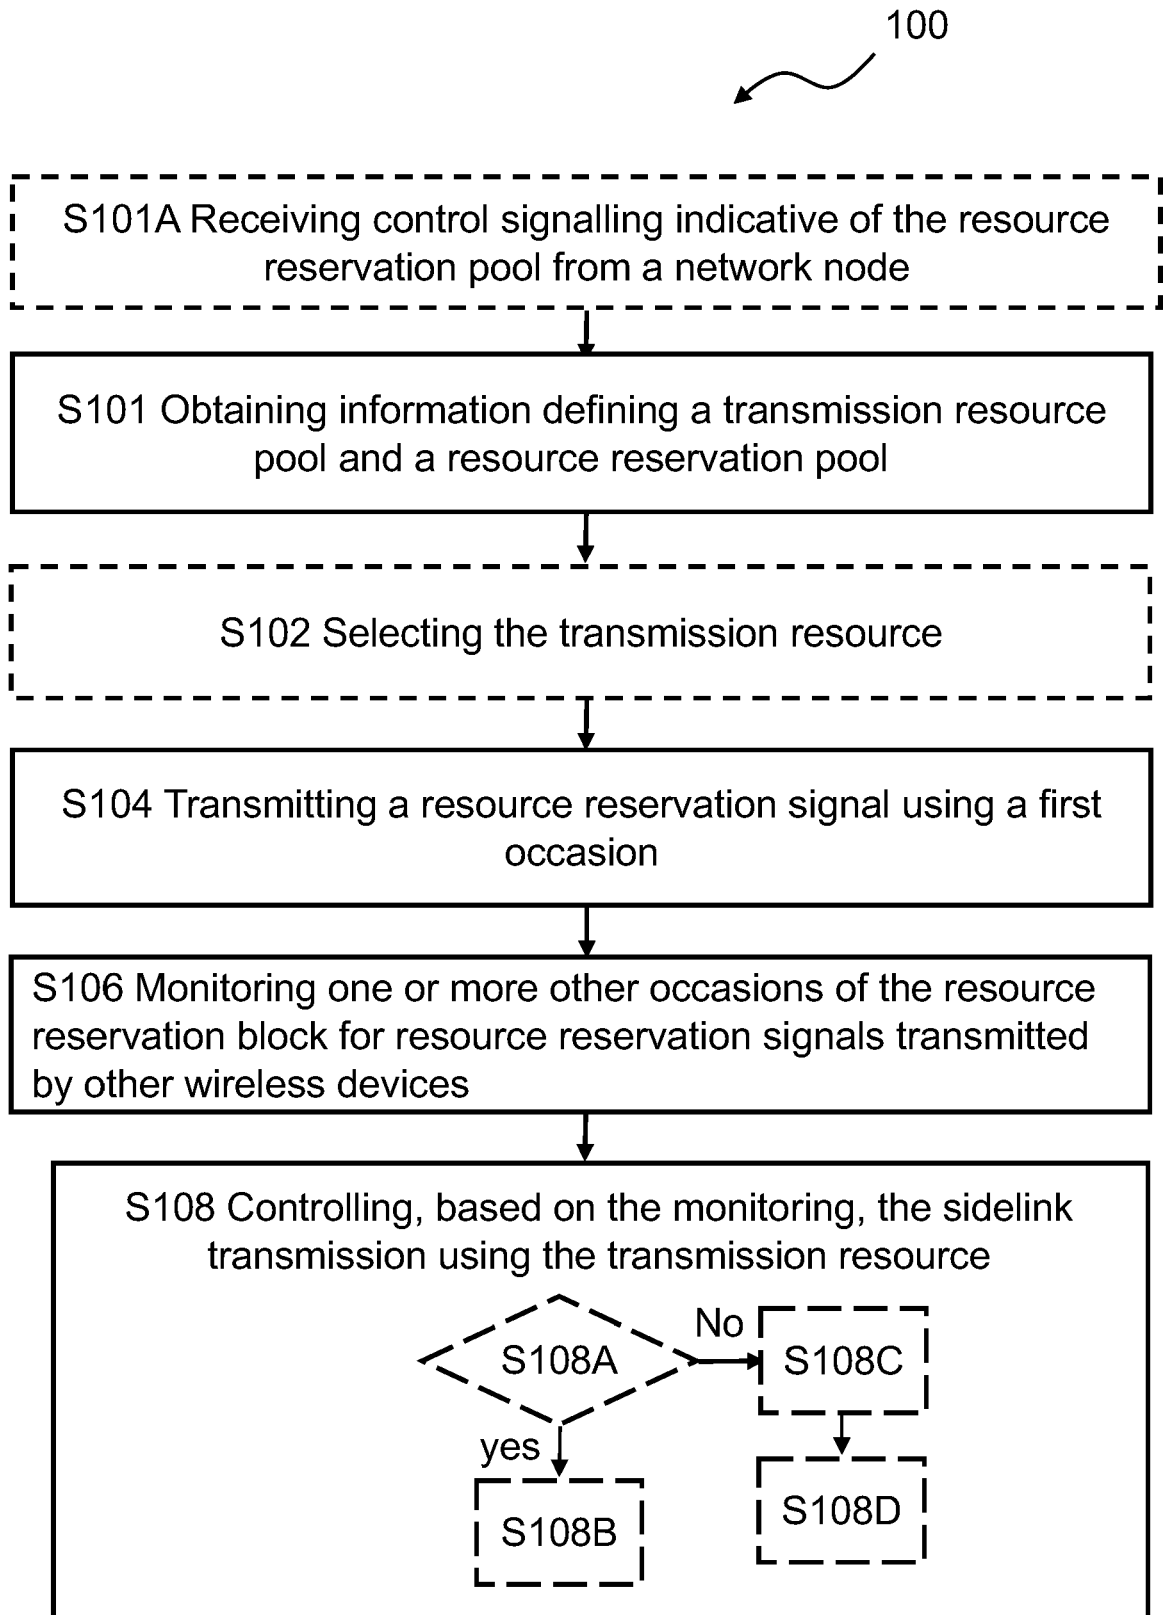 100
S101A Receiving control signalling indicative of the resource
reservation pool from a network node
S101 Obtaining information defining a transmission resource
pool and a resource reservation pool
S102 Selecting the transmission resource
S104 Transmitting a resource reservation signal using a first
occasion
S106 Monitoring one or more other occasions of the resource
reservation block for resource reservation signals transmitted
by other wireless devices
S108 Controlling, based on the monitoring, the sidelink
transmission using the transmission resource
S108A
No
S108C
yes
S108B
S108D